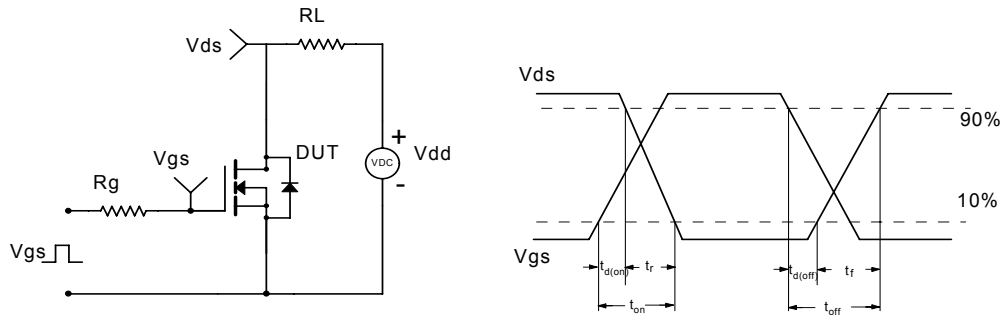 RL
Vds
Vgs
DUT
Rg
+
VDC
-
Vdd
Vgs
Vds
90%
10%
Vgs
td(on)
tr
ton
td(off)
tf
toff